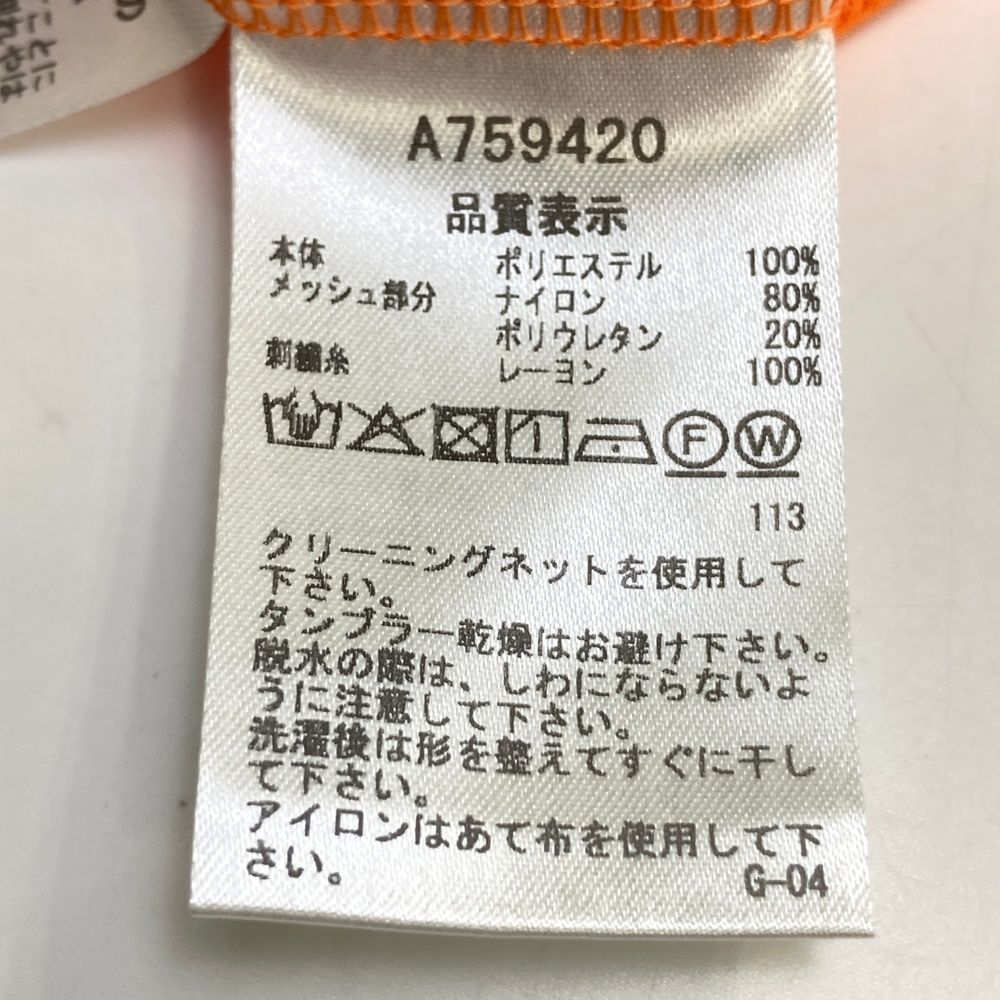 A759420
品質表示
本体 ポリエステル 100%
メッシュ部分 ナイロン 80%
ポリウレタン 20%
刺繍糸 レーヨン 100%
F W
113
クリーニングネットを使用して
下さい。
タンブラー乾燥はお避け下さい。
脱水の際は、しわにならないよ
うに注意して下さい。
洗濯後は形を整えてすぐに干し
て下さい。
アイロンはあて布を使用して下
さい。
G-04
ことに